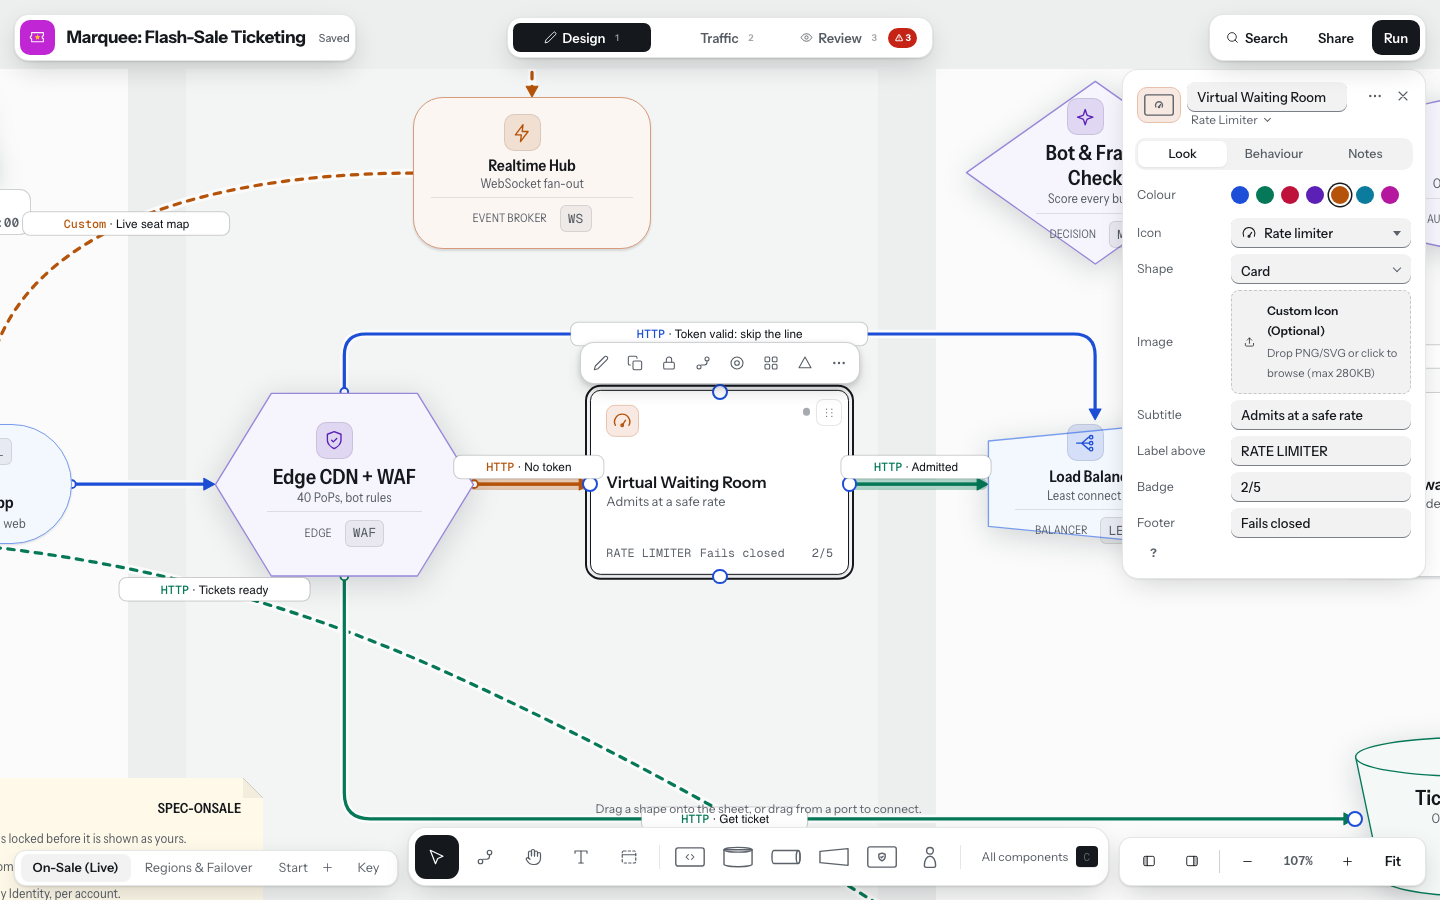 Marquee: Flash-Sale Ticketing
Saved
Design 1
Traffic 2
Review 3
3
Search
Share
Run
Realtime Hub
WebSocket fan-out
EVENT BROKER
WS
:00
Custom · Live seat map
Bot & Fra
Check
Score every bu
DECISION
Virtual Waiting Room
Rate Limiter
Look
Behaviour
Notes
Colour
Icon
Rate limiter
Shape
Card
Image
Custom Icon
(Optional)
Drop PNG/SVG or click to
browse (max 280KB)
Subtitle
Admits at a safe rate
Label above
RATE LIMITER
Badge
2/5
Footer
Fails closed
?
AU
HTTP · Token valid: skip the line
Edge CDN + WAF
40 PoPs, bot rules
EDGE
WAF
HTTP · No token
Virtual Waiting Room
Admits at a safe rate
RATE LIMITER
Fails closed
2/5
HTTP · Admitted
Load Balanc
Least connect
BALANCER
LE
pp
web
HTTP · Tickets ready
SPEC-ONSALE
s locked before it is shown as yours.
y Identity, per account.
Drag a shape onto the sheet, or drag from a port to connect.
HTTP · Get ticket
Tic
On-Sale (Live)
Regions & Failover
Start
+
Key
All components
C
−
107%
+
Fit